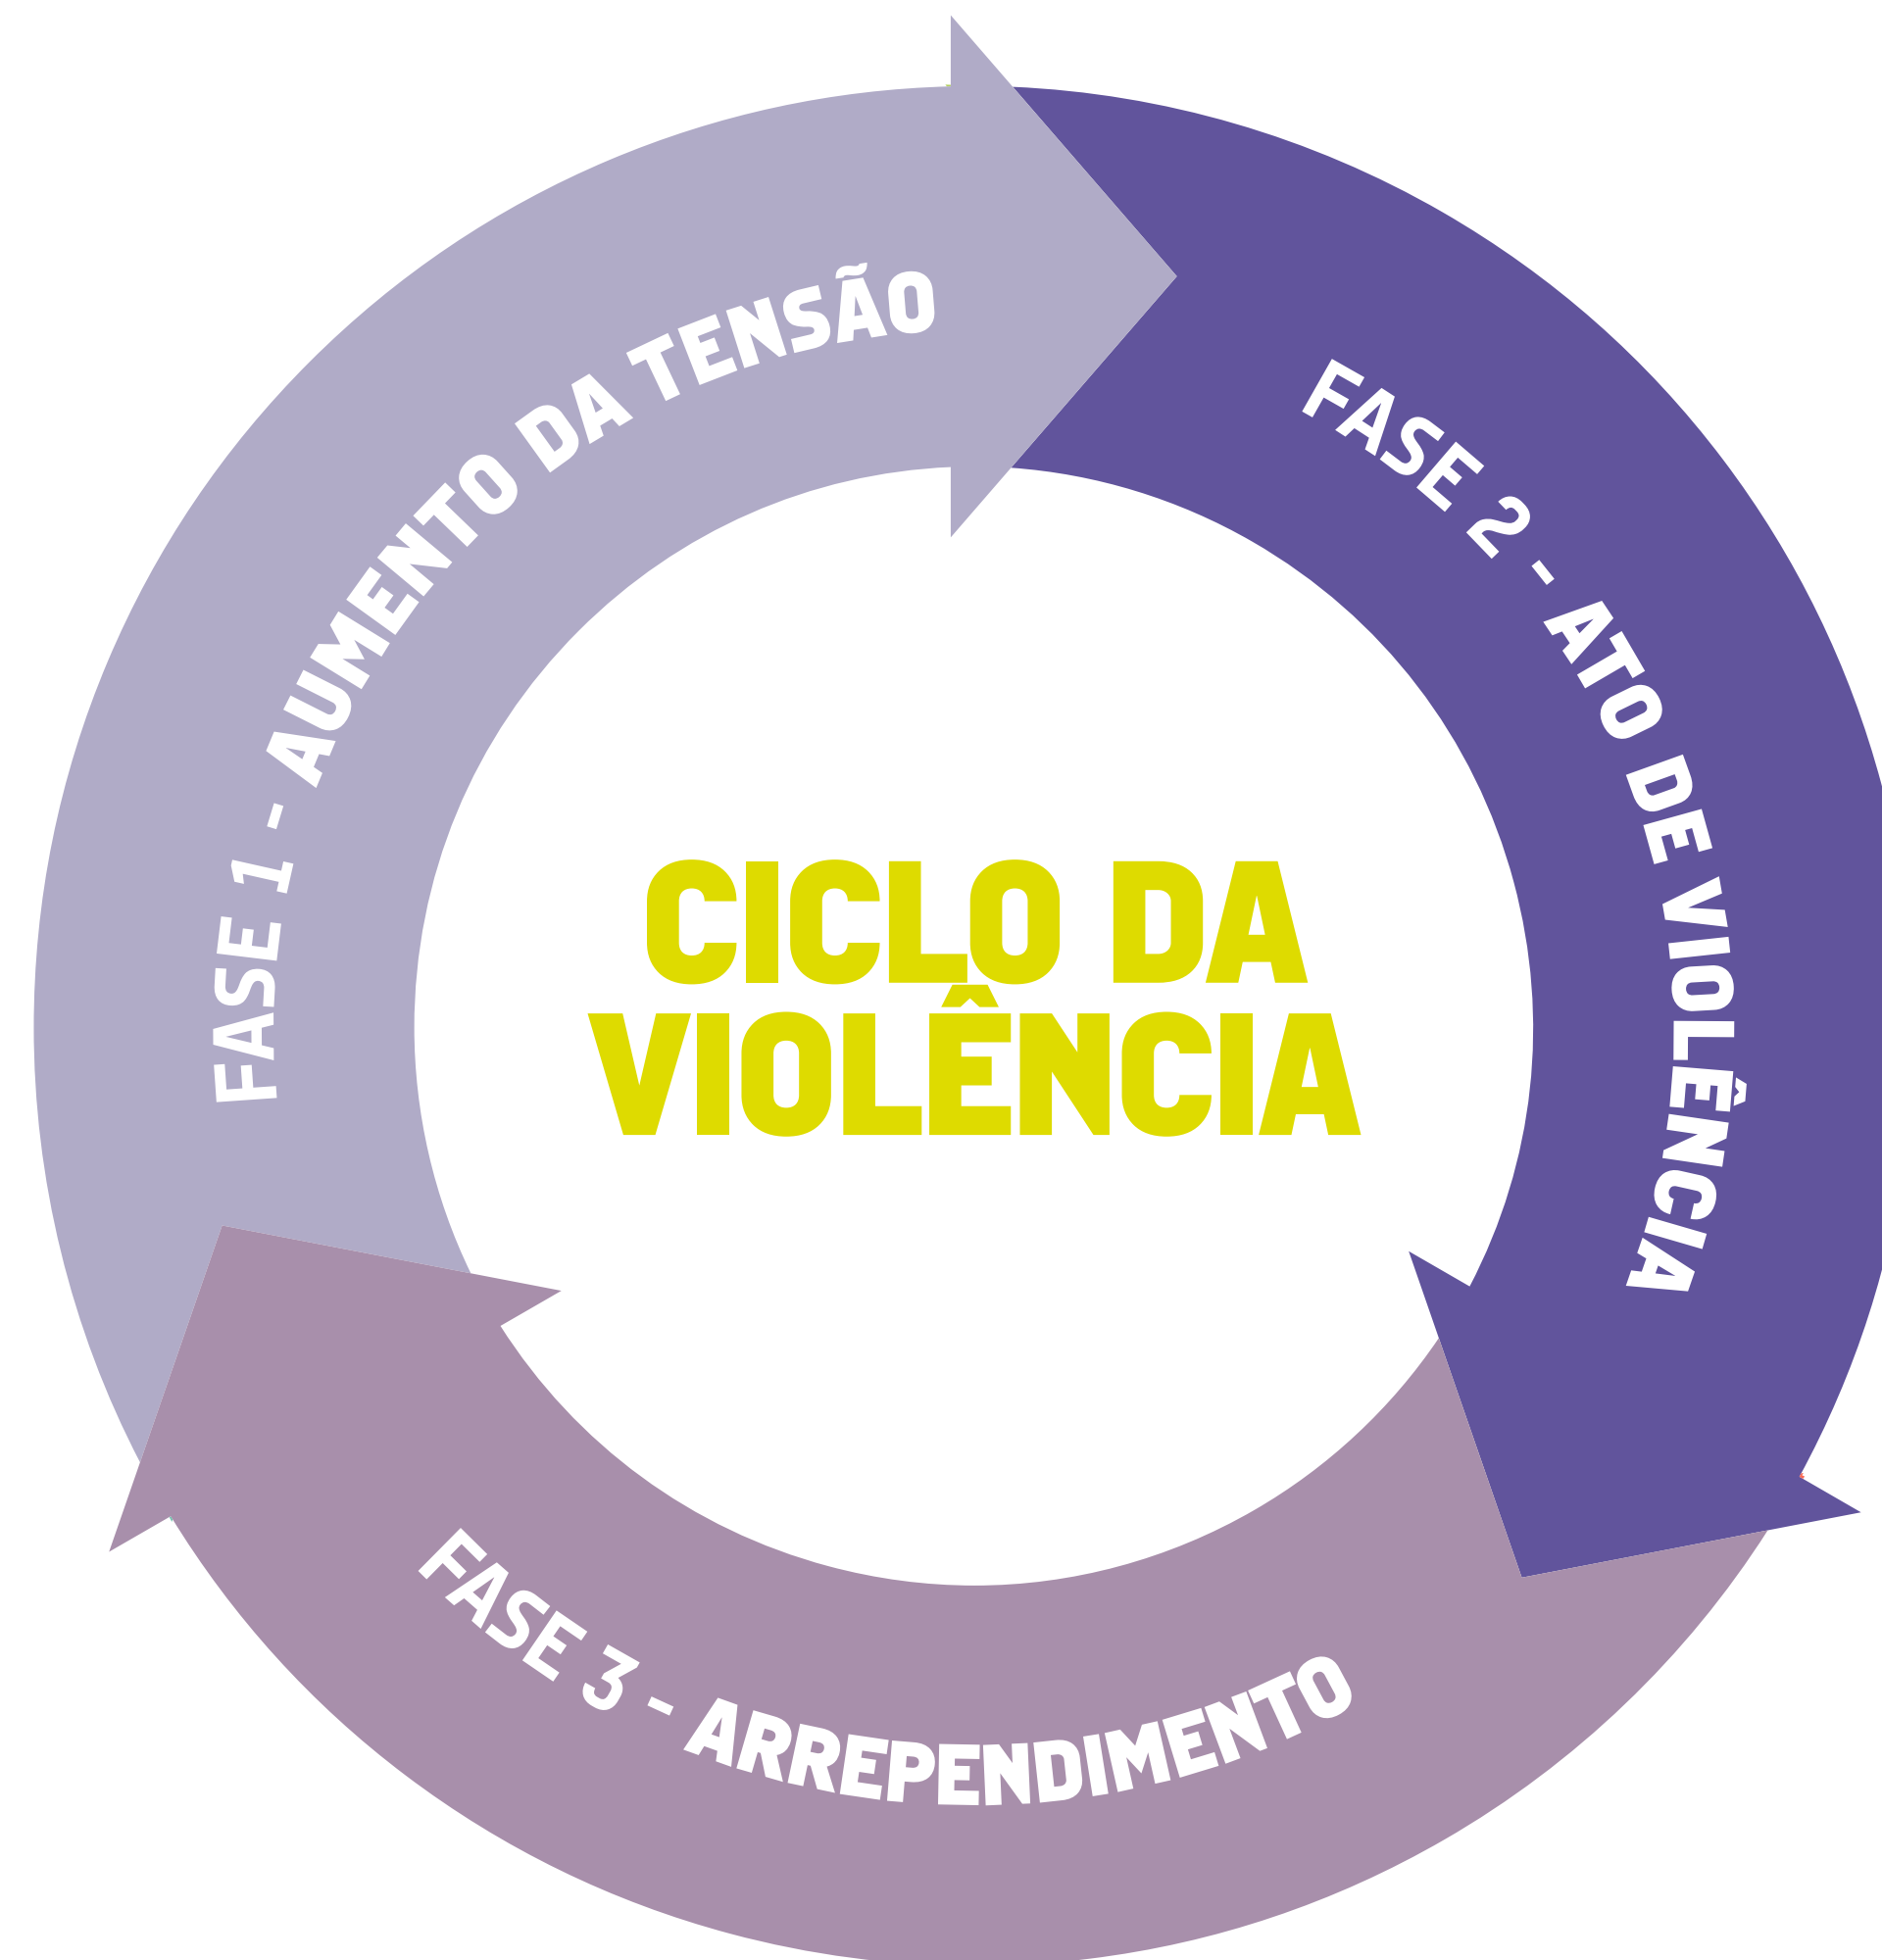 CICLO DA
VIOLÊNCIA
FASE 1 - AUMENTO DA TENSÃO
FASE 2 - ATO DE VIOLÊNCIA
FASE 3 - ARREPENDIMENTO